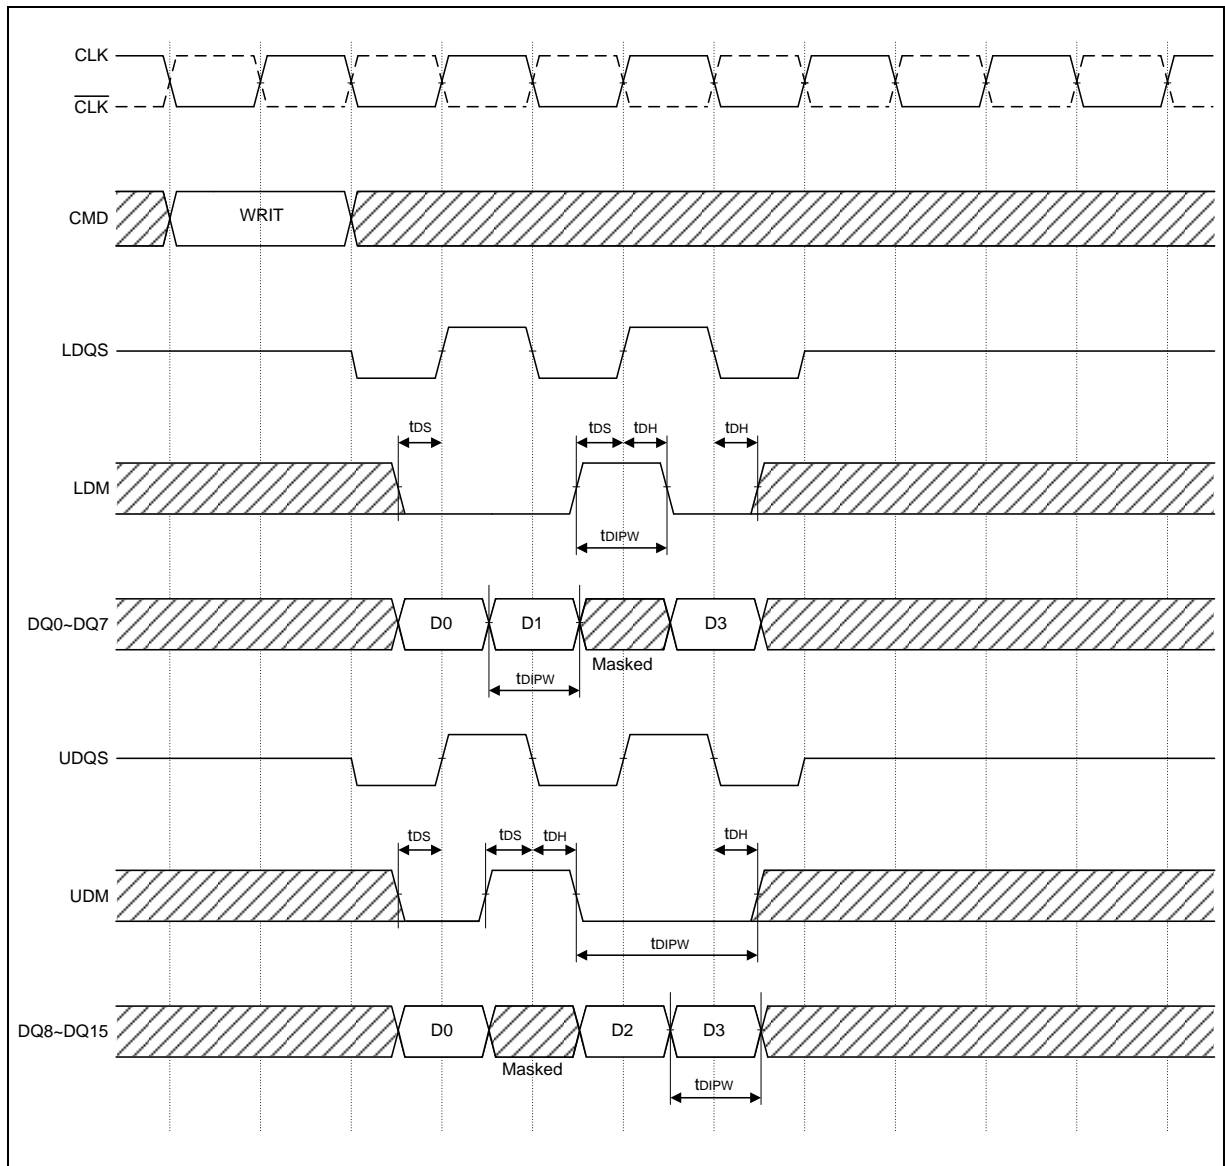 CLK
CLK
CMD
WRIT
LDQS
tDS
tDS
tDH
tDH
LDM
tDIPW
DQ0~DQ7
D0
D1
D3
Masked
tDIPW
UDQS
tDS
tDS
tDH
tDH
UDM
tDIPW
DQ8~DQ15
D0
D2
D3
Masked
tDIPW